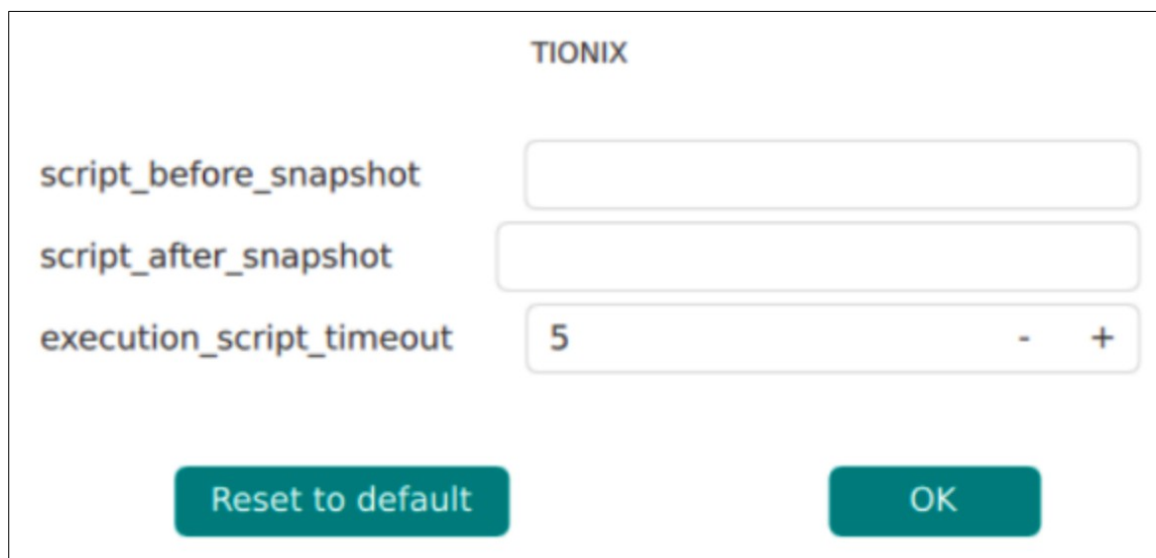 TIONIX
script_before_snapshot
script_after_snapshot
execution_script_timeout 5 - +
Reset to default OK